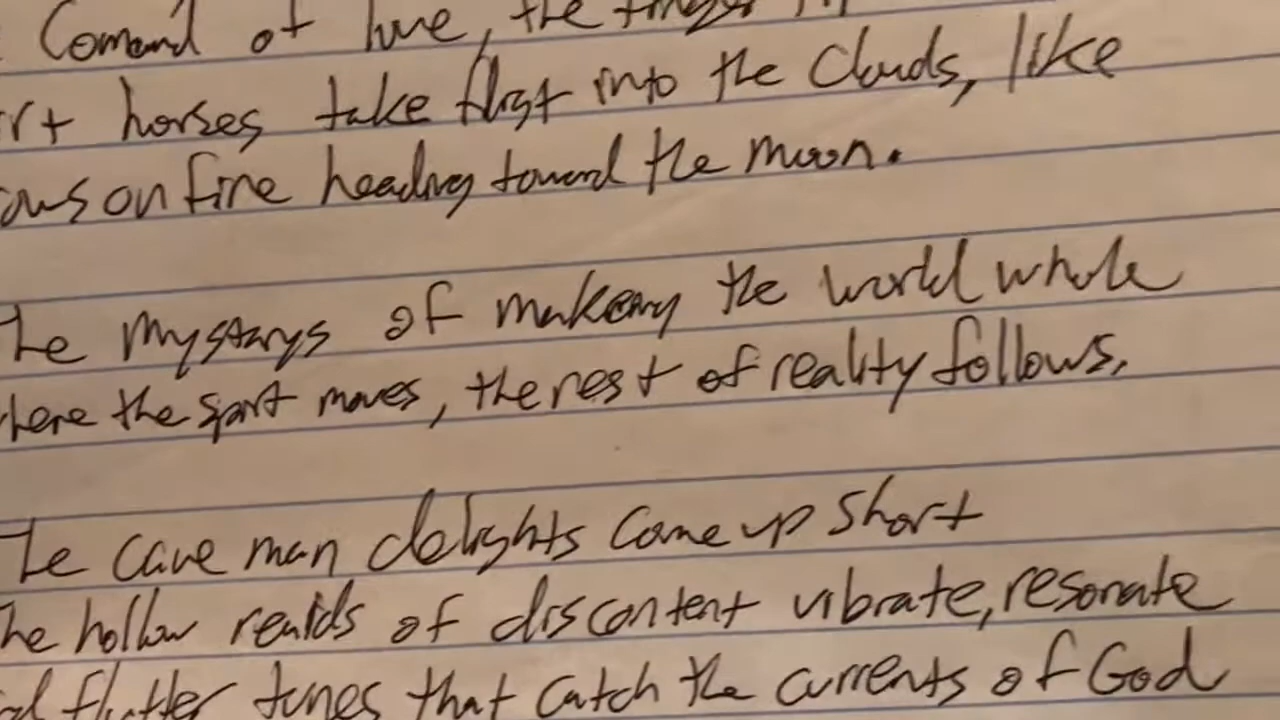 Comand of love, the
horses take flight into the Clouds, like
on fire heading toward the moon.
The mysterys of makeing the world whole
where the spirit moves, the rest of reality follows.
The cave man delights come up short
The hollow reads of discontent vibrate, resonate
flutter tunes that catch the currents of God